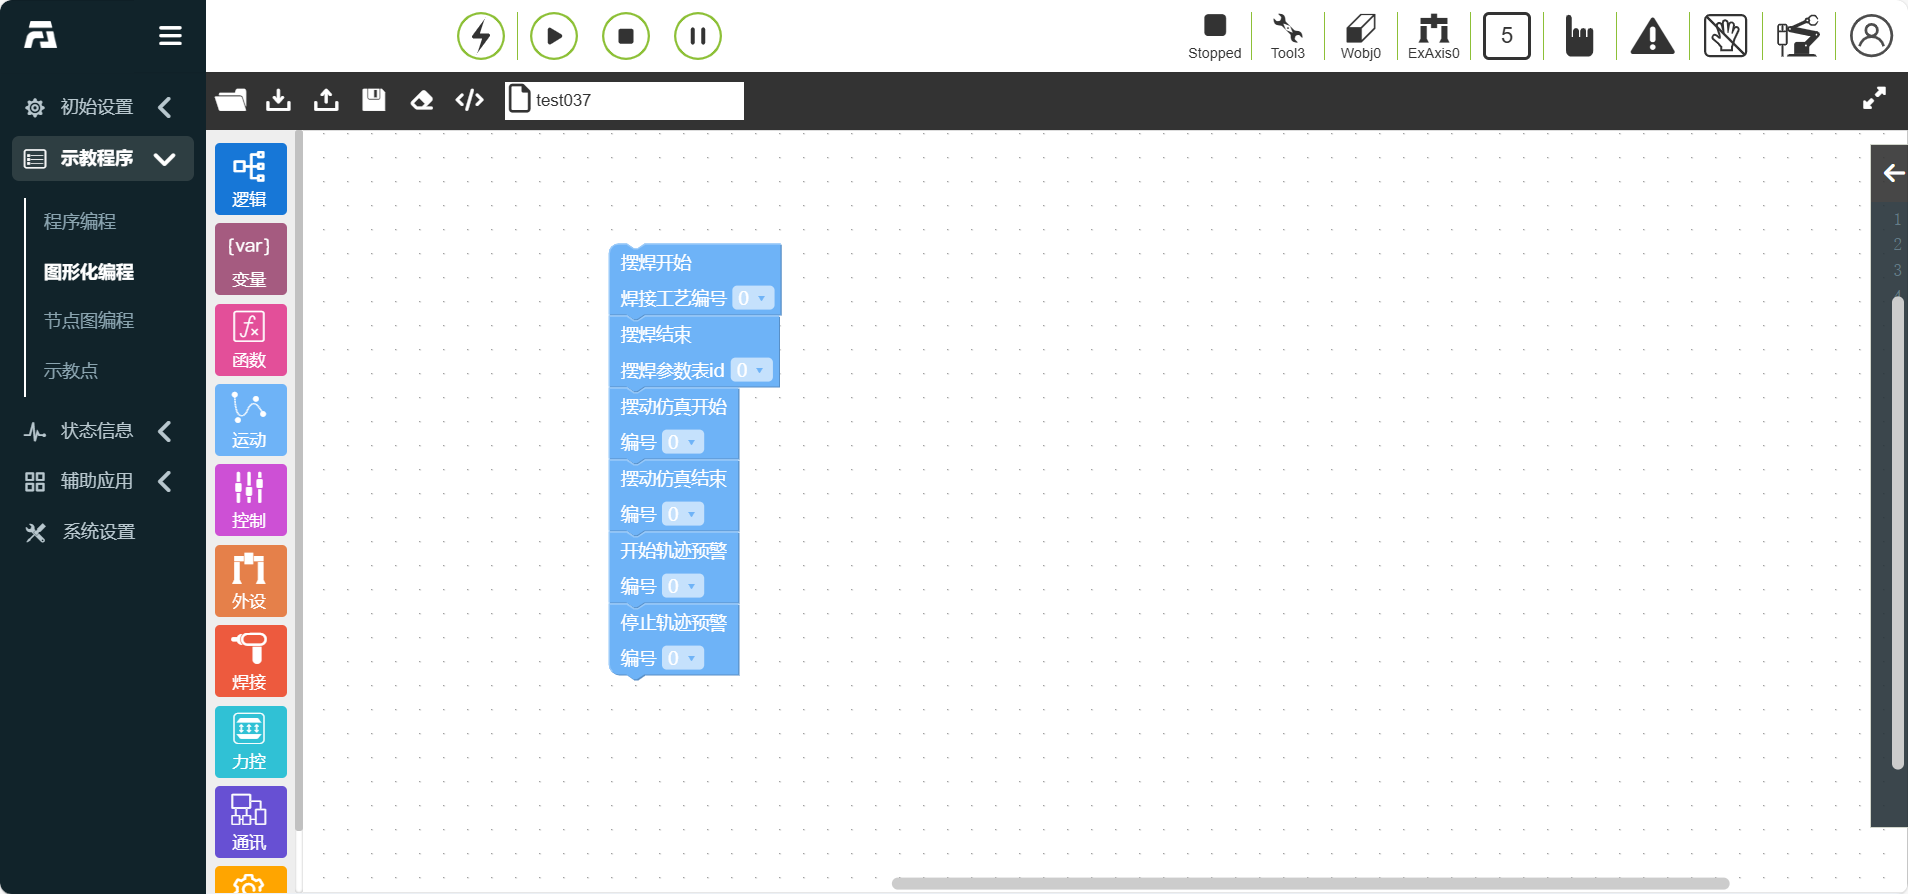 Stopped
Tool3
Wobj0
ExAxis0
5
test037
初始设置
示教程序
程序编程
图形化编程
节点图编程
示教点
状态信息
辅助应用
系统设置
逻辑
{var}
变量
函数
运动
控制
外设
焊接
力控
通讯
摆焊开始
焊接工艺编号 0
摆焊结束
摆焊参数表id 0
摆动仿真开始
编号 0
摆动仿真结束
编号 0
开始轨迹预警
编号 0
停止轨迹预警
编号 0
1
2
3
4